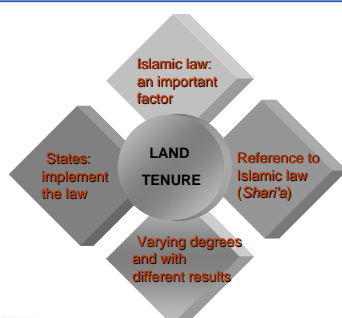 Islamic law:
an important
factor
States:
implement
the law
LAND
TENURE
Reference to
Islamic law
(Shari'a)
Varying degrees
and with
different results